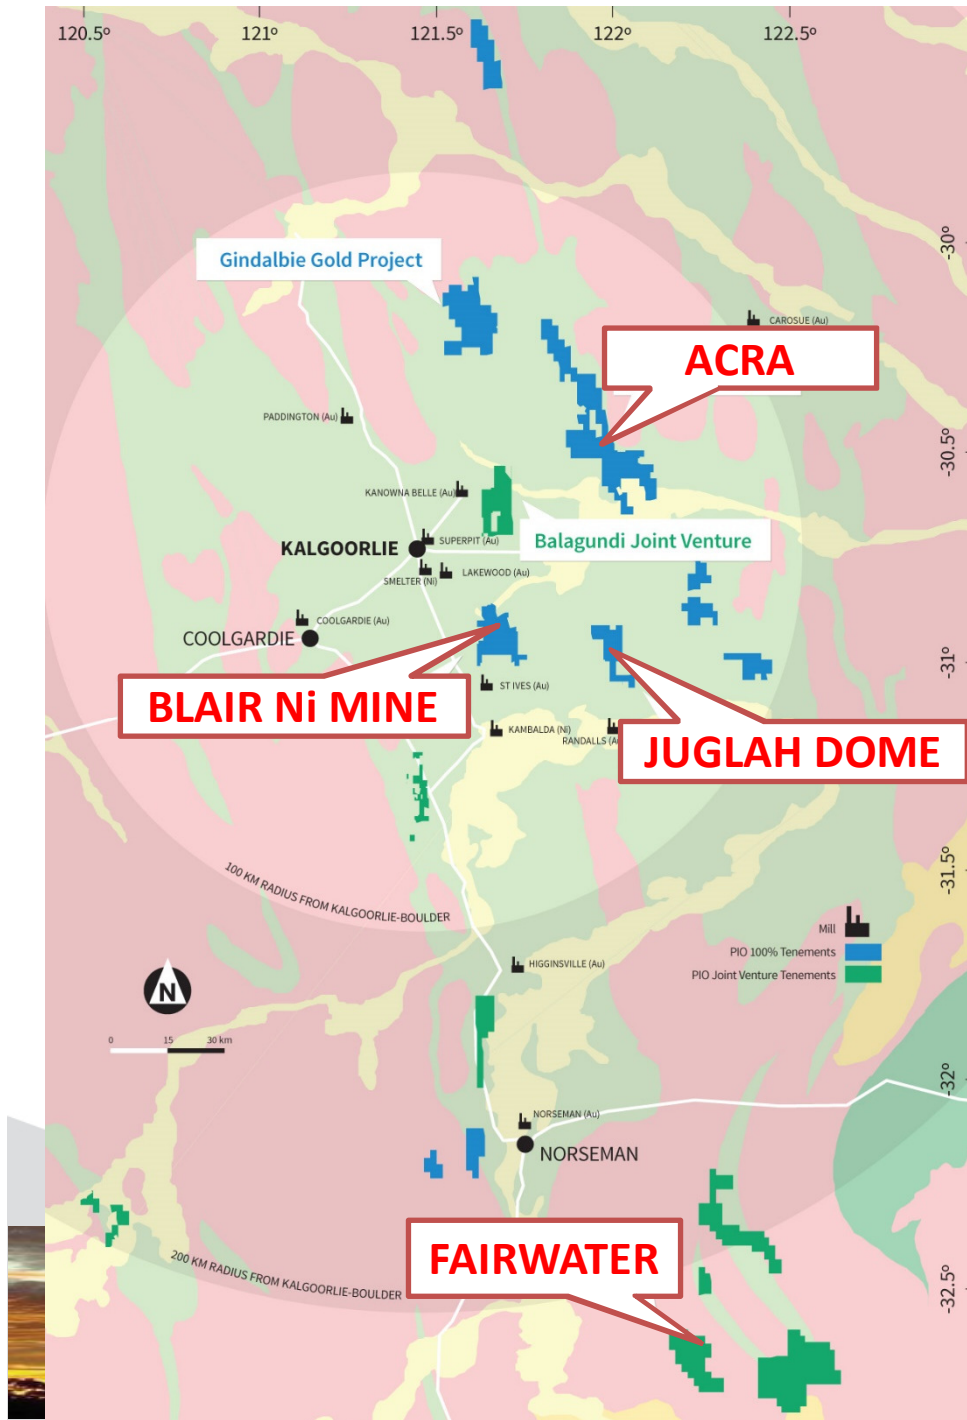 120.5º
121º
121.5º
122º
122.5º
-30º
Gindalbie Gold Project
CAROSUE (Au)
ACRA
PADDINGTON (Au)
-30.5º
KANOWNA BELLE (Au)
SUPERPIT (Au)
KALGOORLIE
Balagundi Joint Venture
SMELTER (Ni)
LAKEWOOD (Au)
COOLGARDIE (Au)
COOLGARDIE
-31º
ST IVES (Au)
BLAIR Ni MINE
KAMBALDA (Ni)
RANDALLS
JUGLAH DOME
-31.5º
100 KM RADIUS FROM KALGOORLIE-BOULDER
Mill
PIO 100% Tenements
PIO Joint Venture Tenements
HIGGINSVILLE (Au)
N
0 15 30 km
-32º
NORSEMAN (Au)
NORSEMAN
FAIRWATER
200 KM RADIUS FROM KALGOORLIE-BOULDER
-32.5º